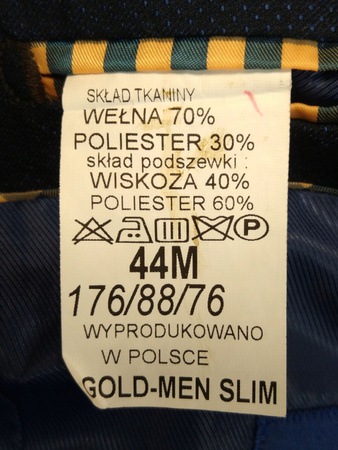 SKŁAD TKANINY
WEŁNA 70%
POLIESTER 30%
skład podszewki :
WISKOZA 40%
POLIESTER 60%
P
44M
176/88/76
WYPRODUKOWANO
W POLSCE
GOLD-MEN SLIM